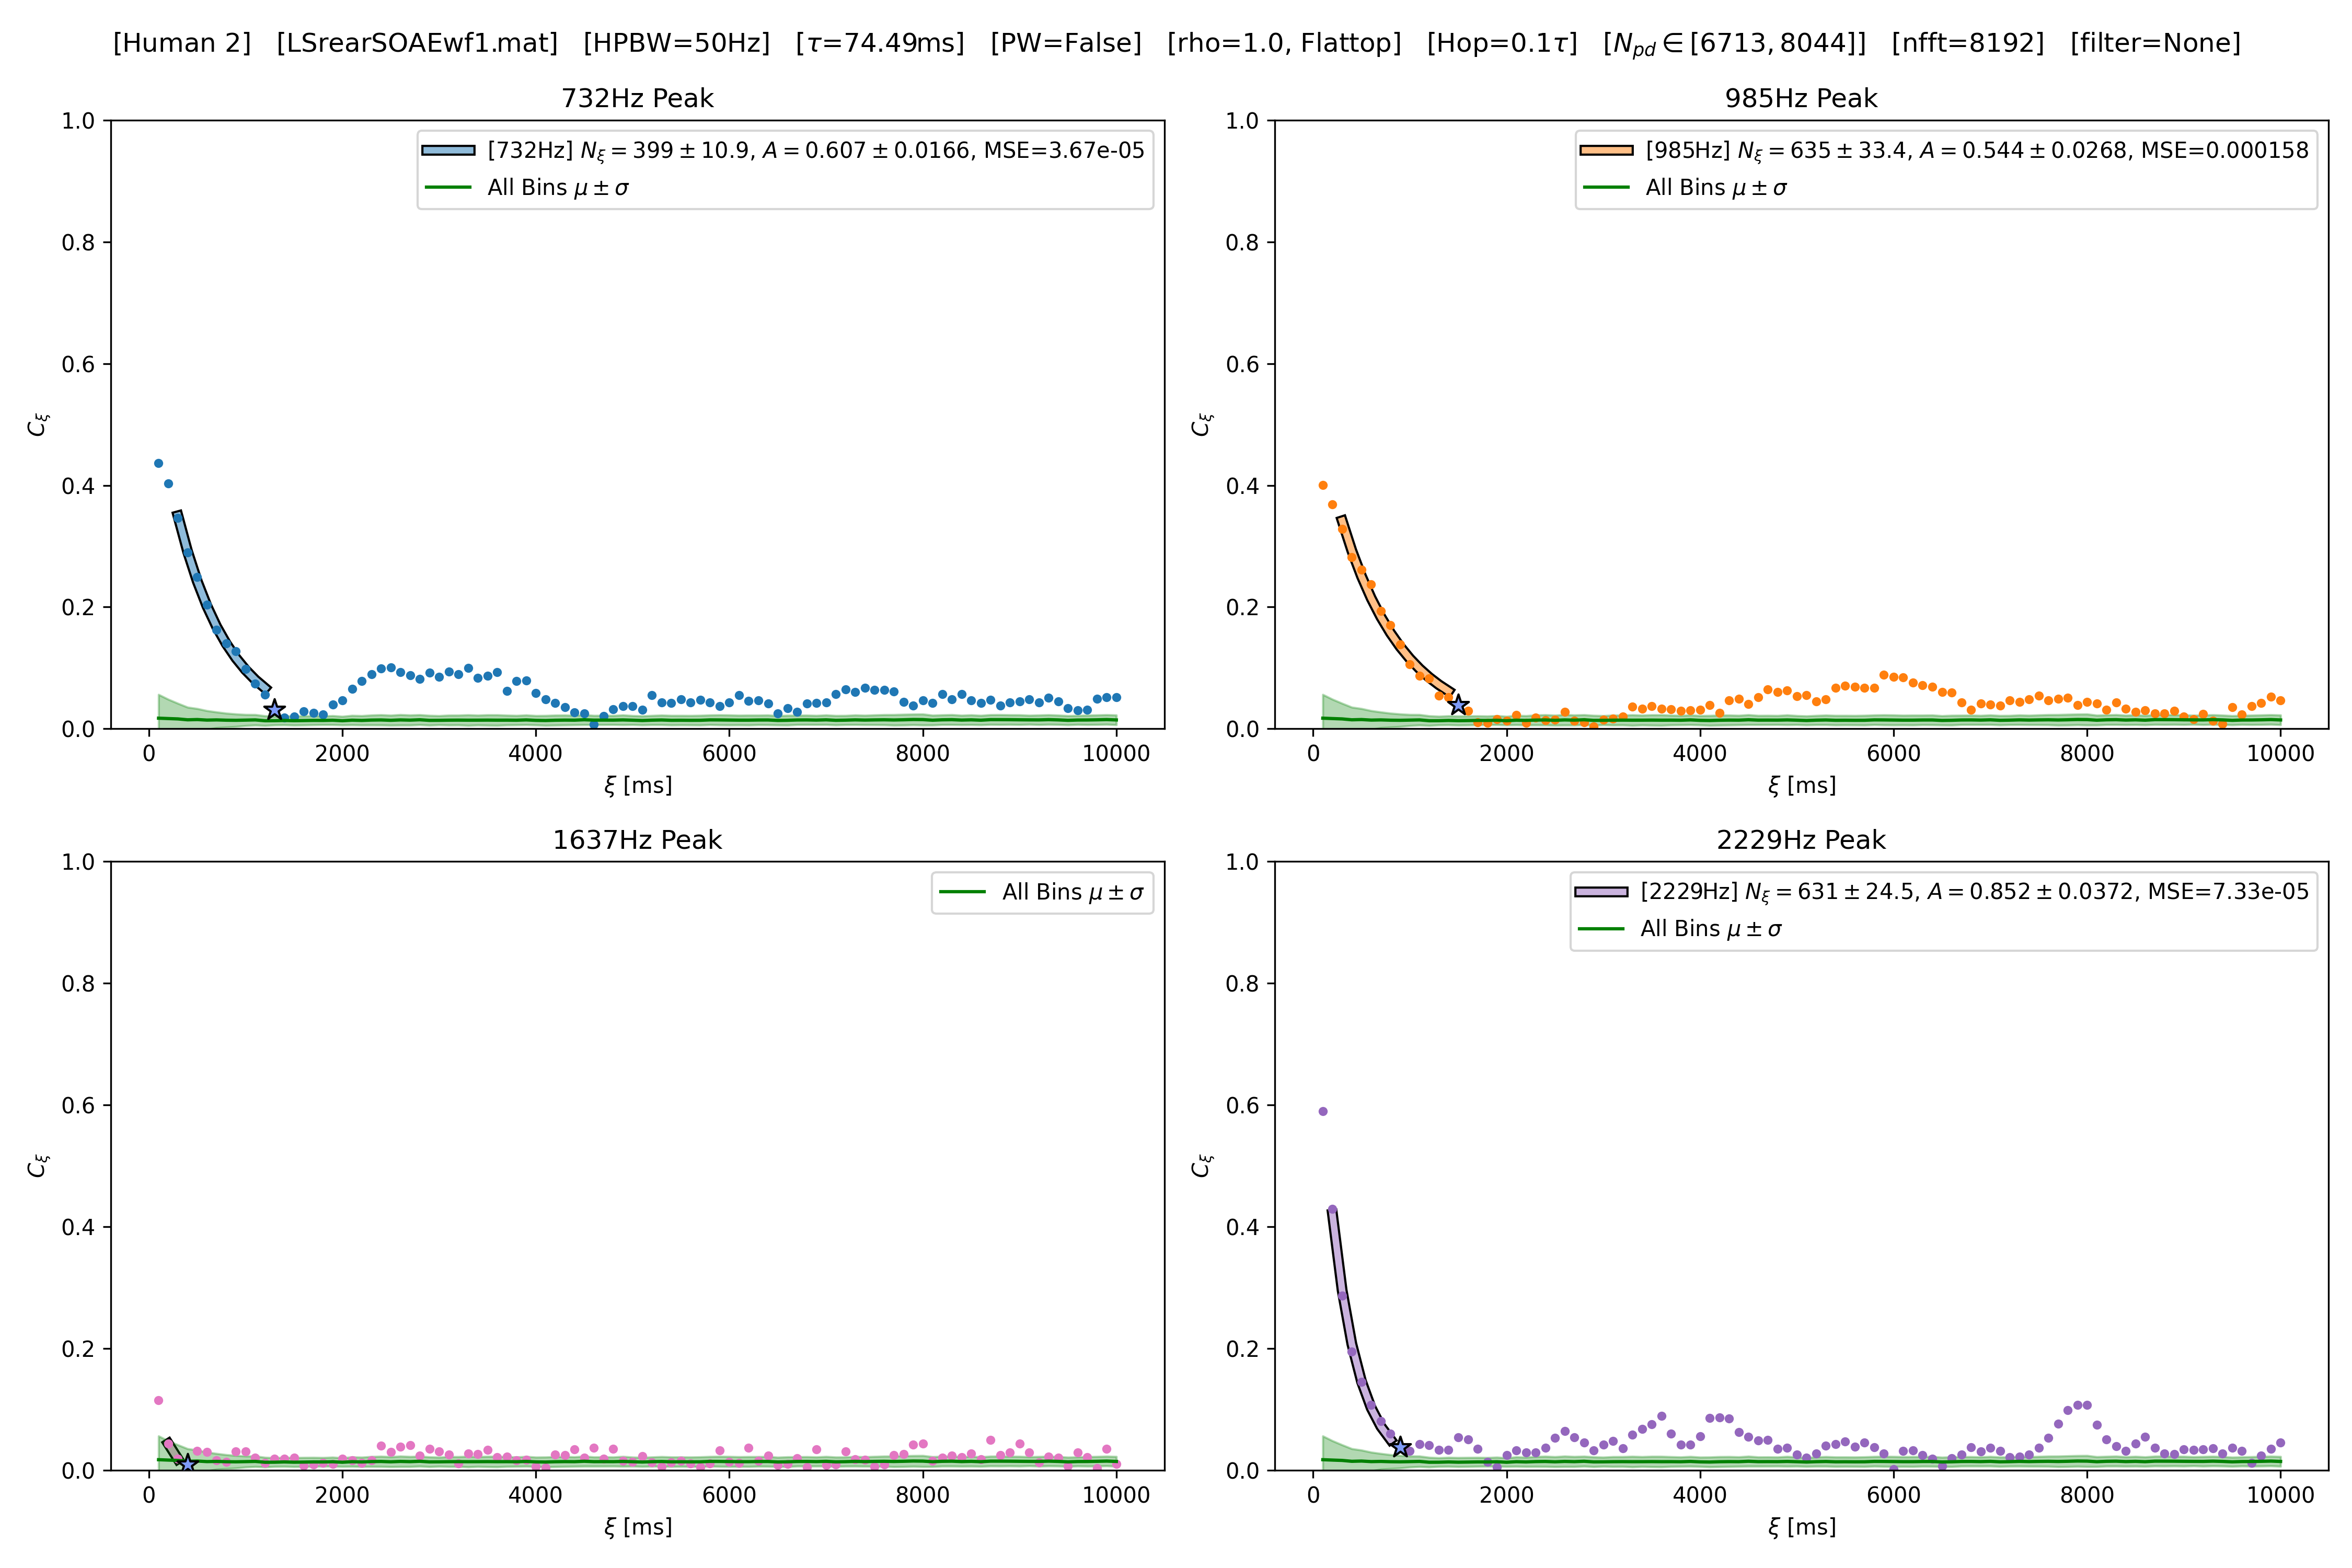 [Human 2] [LSrearSOAEwf1.mat] [HPBW=50Hz] [τ=74.49ms] [PW=False] [rho=1.0, Flattop] [Hop=0.1τ] [N_pd ∈ [6713, 8044]] [nfft=8192] [filter=None]
732Hz Peak
1.0
0.8
0.6
0.4
0.2
0.0
C_ξ
[732Hz] N_ξ = 399 ± 10.9, A = 0.607 ± 0.0166, MSE=3.67e-05
All Bins μ ± σ
0 2000 4000 6000 8000 10000
ξ [ms]
985Hz Peak
1.0
0.8
0.6
0.4
0.2
0.0
C_ξ
[985Hz] N_ξ = 635 ± 33.4, A = 0.544 ± 0.0268, MSE=0.000158
All Bins μ ± σ
0 2000 4000 6000 8000 10000
ξ [ms]
1637Hz Peak
1.0
0.8
0.6
0.4
0.2
0.0
C_ξ
All Bins μ ± σ
0 2000 4000 6000 8000 10000
ξ [ms]
2229Hz Peak
1.0
0.8
0.6
0.4
0.2
0.0
C_ξ
[2229Hz] N_ξ = 631 ± 24.5, A = 0.852 ± 0.0372, MSE=7.33e-05
All Bins μ ± σ
0 2000 4000 6000 8000 10000
ξ [ms]